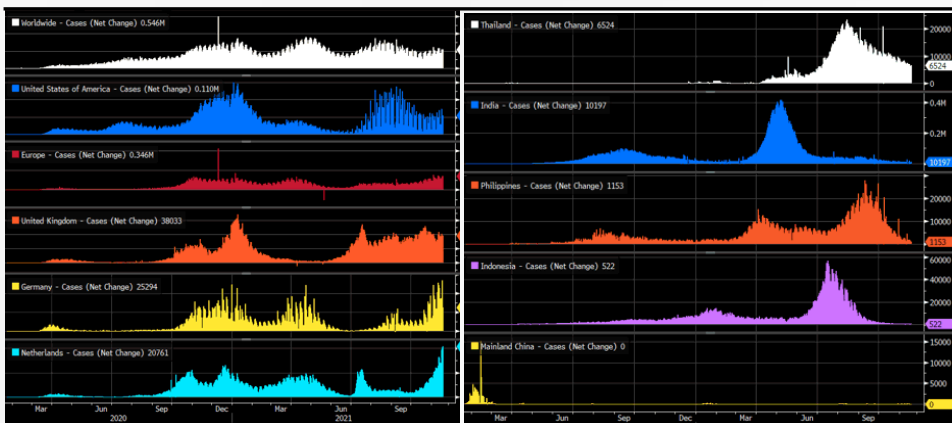 Worldwide - Cases (Net Change) 0.546M
United States of America - Cases (Net Change) 0.110M
Europe - Cases (Net Change) 0.346M
United Kingdom - Cases (Net Change) 38033
Germany - Cases (Net Change) 25294
Netherlands - Cases (Net Change) 20761
Mar Jun Sep Dec Mar Jun Sep
2020 2021
Thailand - Cases (Net Change) 6524
20000
10000
6524
0
India - Cases (Net Change) 10197
0.4M
0.2M
10197
Philippines - Cases (Net Change) 1153
20000
10000
1153
Indonesia - Cases (Net Change) 522
60000
40000
20000
522
Mainland China - Cases (Net Change) 0
15000
10000
5000
0
Mar Jun Sep Dec Mar Jun Sep